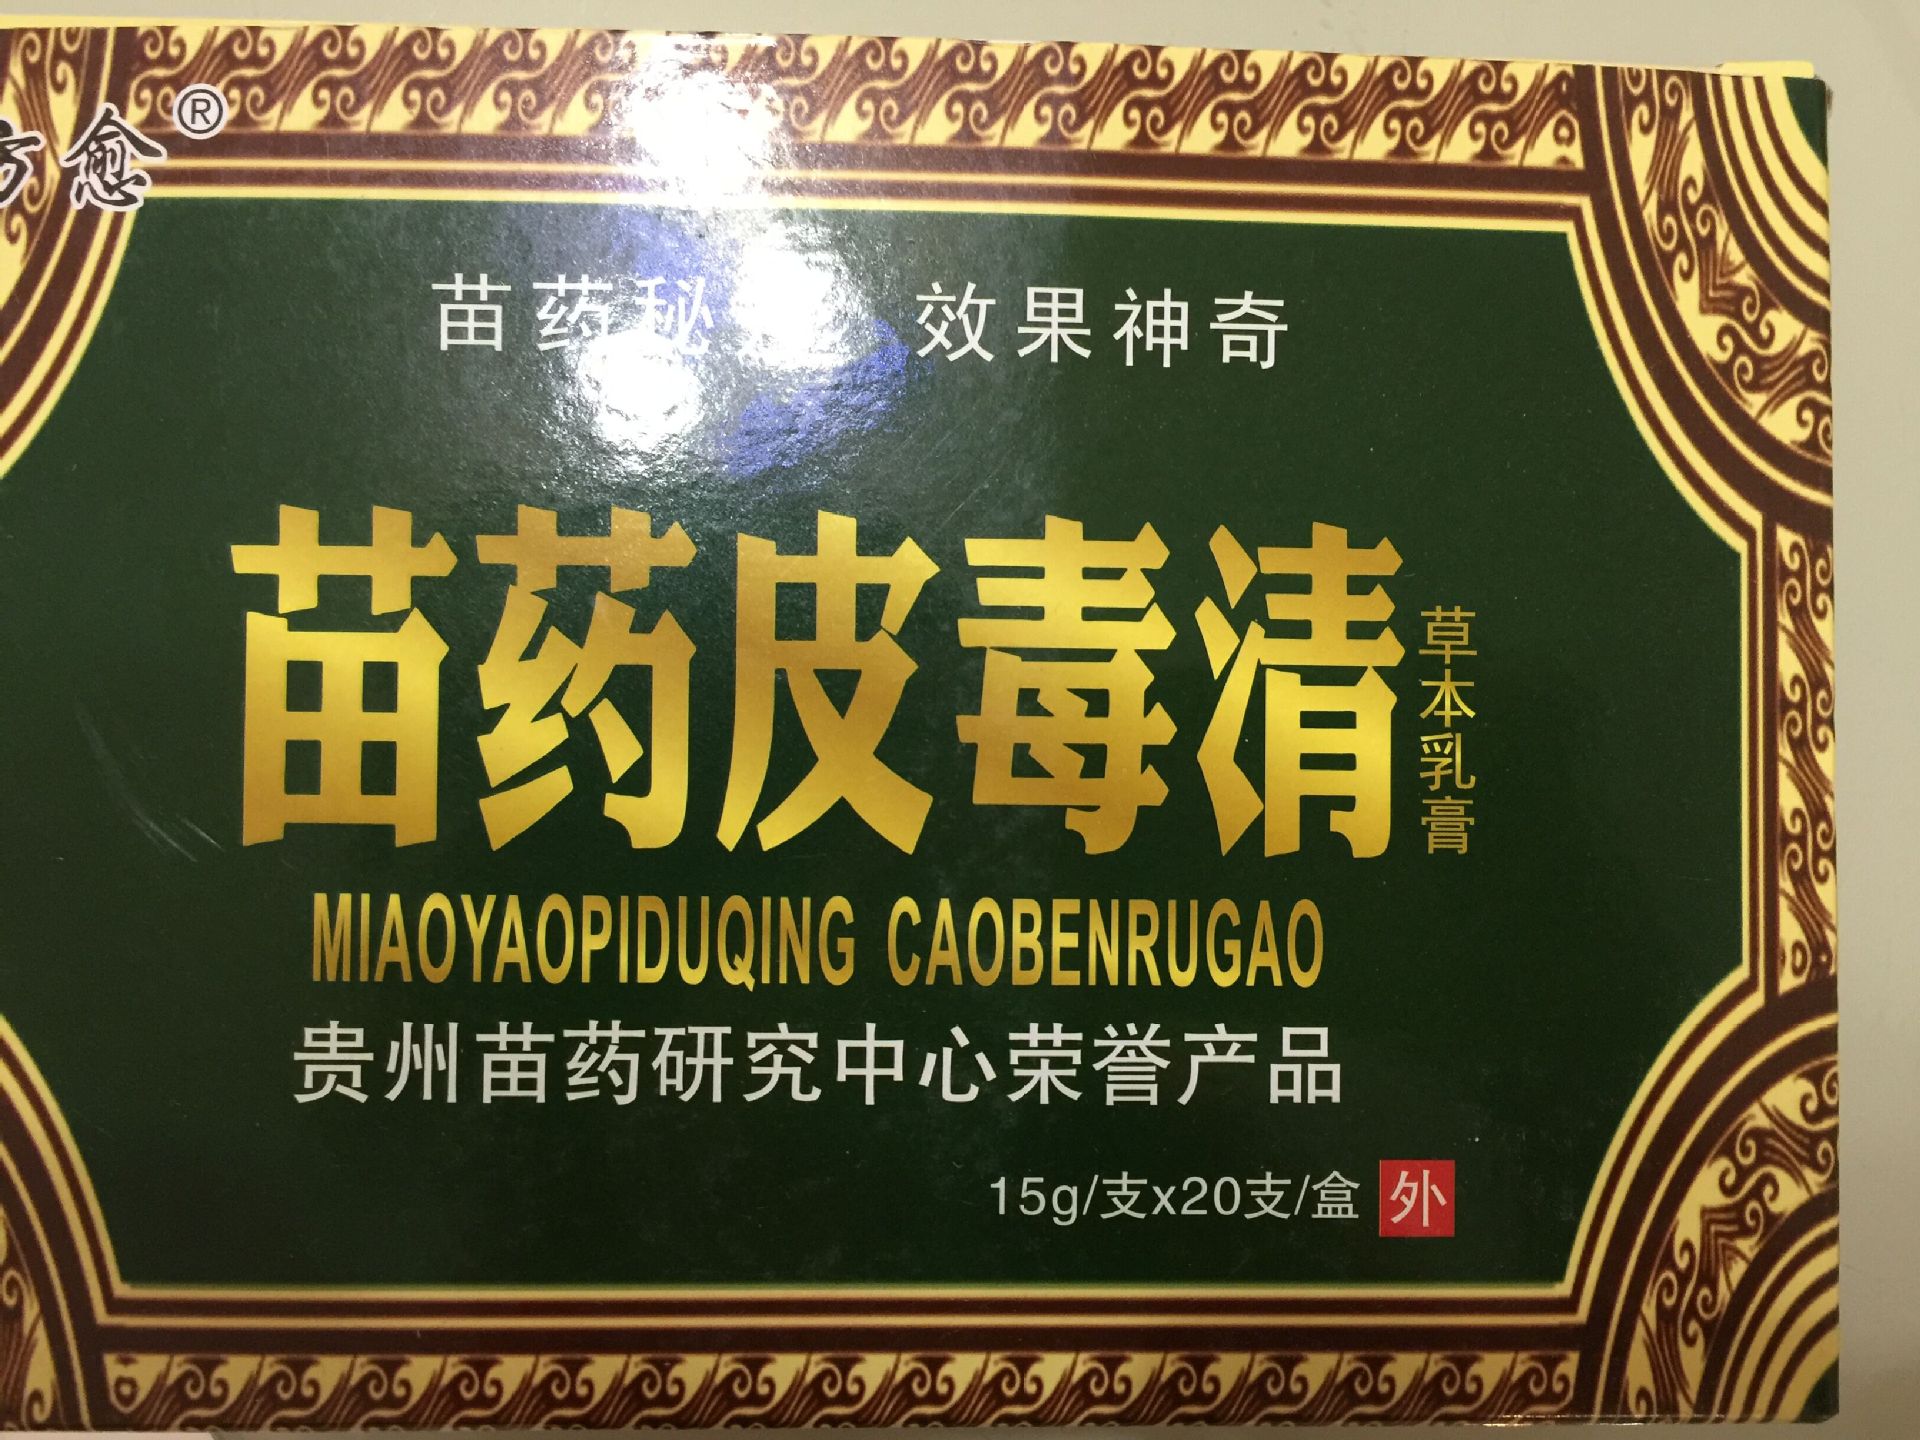 愈®
苗药秘 效果神奇
苗药皮毒清
草本乳膏
MIAOYAOPIDUQING CAOBENRUGAO
贵州苗药研究中心荣誉产品
15g/支x20支/盒 外